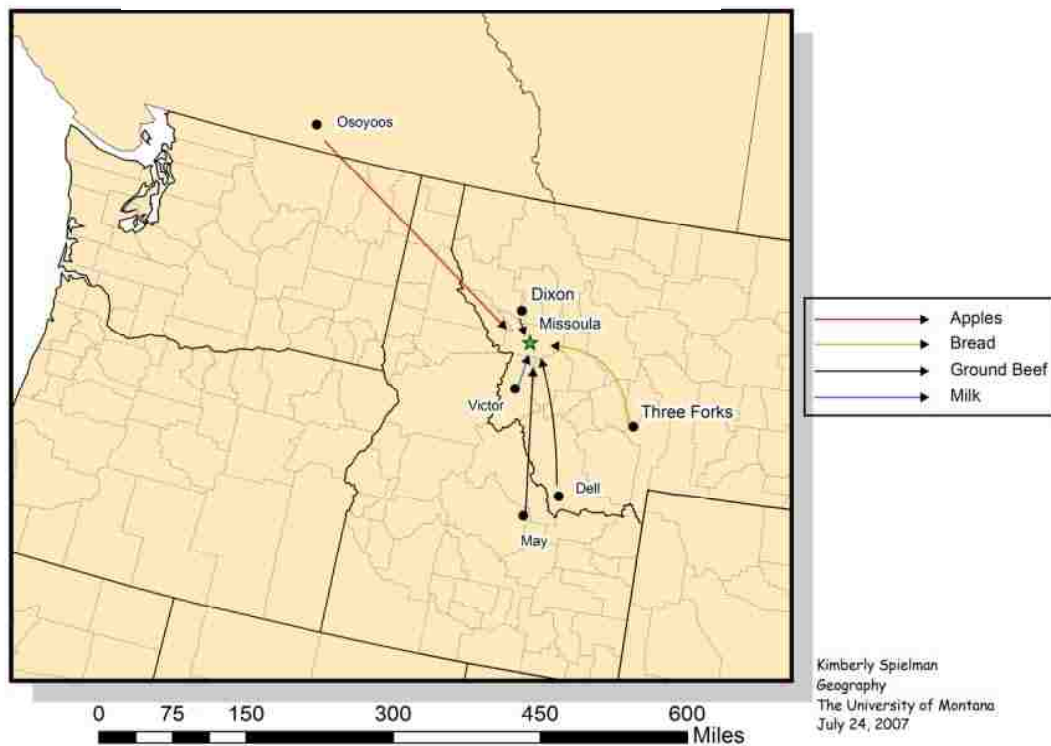 Osoyoos
Dixon
Missoula
Victor
Three Forks
Dell
May
Apples
Bread
Ground Beef
Milk
0 75 150 300 450 600
Miles
Kimberly Spielman
Geography
The University of Montana
July 24, 2007